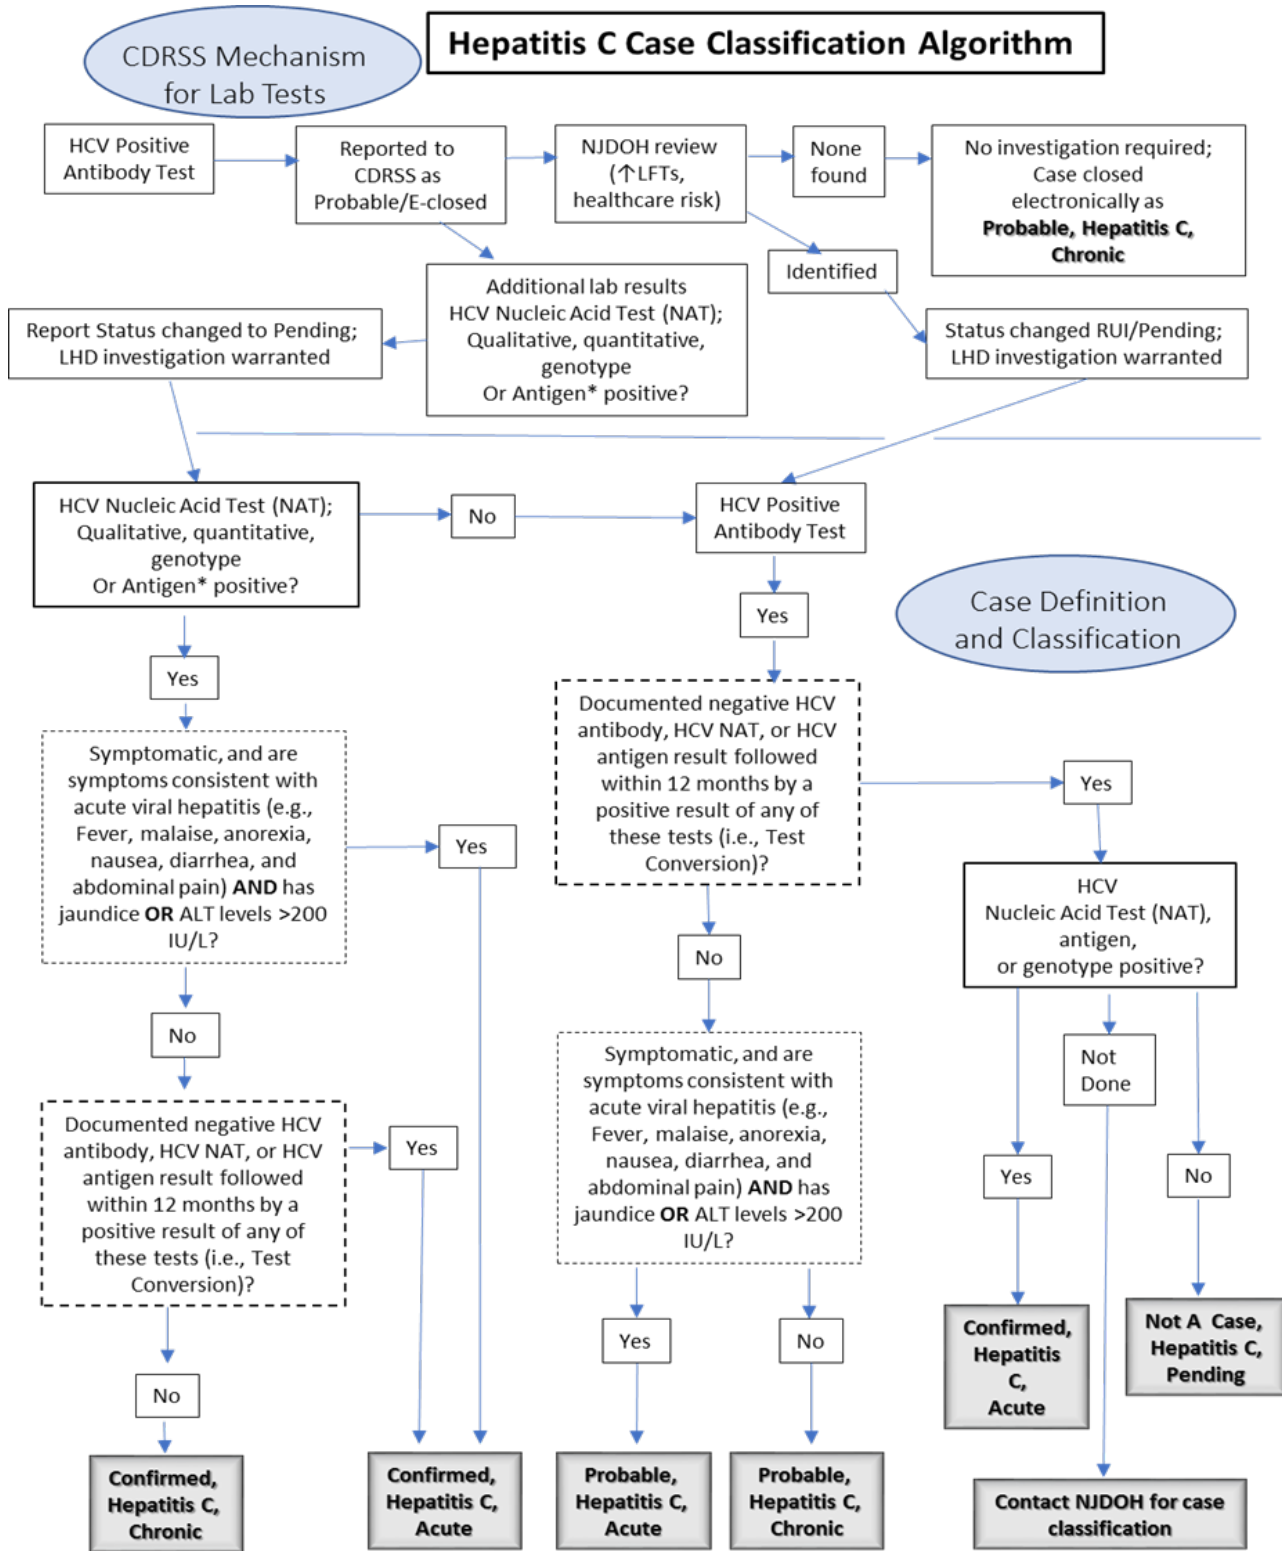 CDRSS Mechanism
for Lab Tests
Hepatitis C Case Classification Algorithm
HCV Positive
Antibody Test
Reported to
CDRSS as
Probable/E-closed
NJDOH review
(↑LFTs,
healthcare risk)
None
found
No investigation required;
Case closed
electronically as
Probable, Hepatitis C,
Chronic
Identified
Additional lab results
HCV Nucleic Acid Test (NAT);
Qualitative, quantitative,
genotype
Or Antigen* positive?
Report Status changed to Pending;
LHD investigation warranted
Status changed RUI/Pending;
LHD investigation warranted
HCV Nucleic Acid Test (NAT);
Qualitative, quantitative,
genotype
Or Antigen* positive?
No
HCV Positive
Antibody Test
Yes
Case Definition
and Classification
Yes
Symptomatic, and are
symptoms consistent with
acute viral hepatitis (e.g.,
Fever, malaise, anorexia,
nausea, diarrhea, and
abdominal pain) AND has
jaundice OR ALT levels >200
IU/L?
Yes
Documented negative HCV
antibody, HCV NAT, or HCV
antigen result followed
within 12 months by a
positive result of any of
these tests (i.e., Test
Conversion)?
Yes
HCV
Nucleic Acid Test (NAT),
antigen,
or genotype positive?
No
No
Not
Done
Documented negative HCV
antibody, HCV NAT, or HCV
antigen result followed
within 12 months by a
positive result of any of
these tests (i.e., Test
Conversion)?
Yes
Symptomatic, and are
symptoms consistent with
acute viral hepatitis (e.g.,
Fever, malaise, anorexia,
nausea, diarrhea, and
abdominal pain) AND has
jaundice OR ALT levels >200
IU/L?
Yes
No
Yes
No
Confirmed,
Hepatitis
C,
Acute
Not A Case,
Hepatitis C,
Pending
No
Confirmed,
Hepatitis C,
Chronic
Confirmed,
Hepatitis C,
Acute
Probable,
Hepatitis C,
Acute
Probable,
Hepatitis C,
Chronic
Contact NJDOH for case
classification